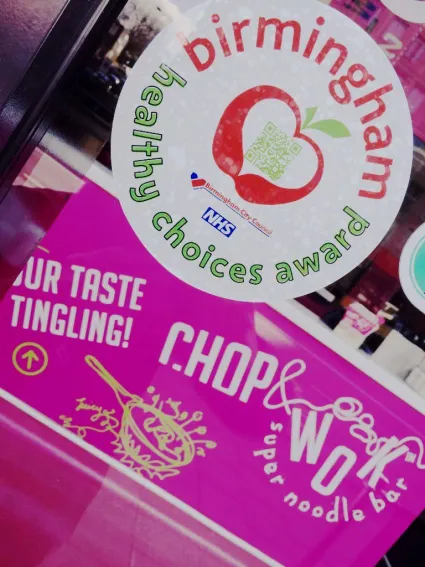 birmingham
healthy choices award
Birmingham City Council
NHS
UR TASTE
TINGLING!
CHOP &
WOK
super noodle bar